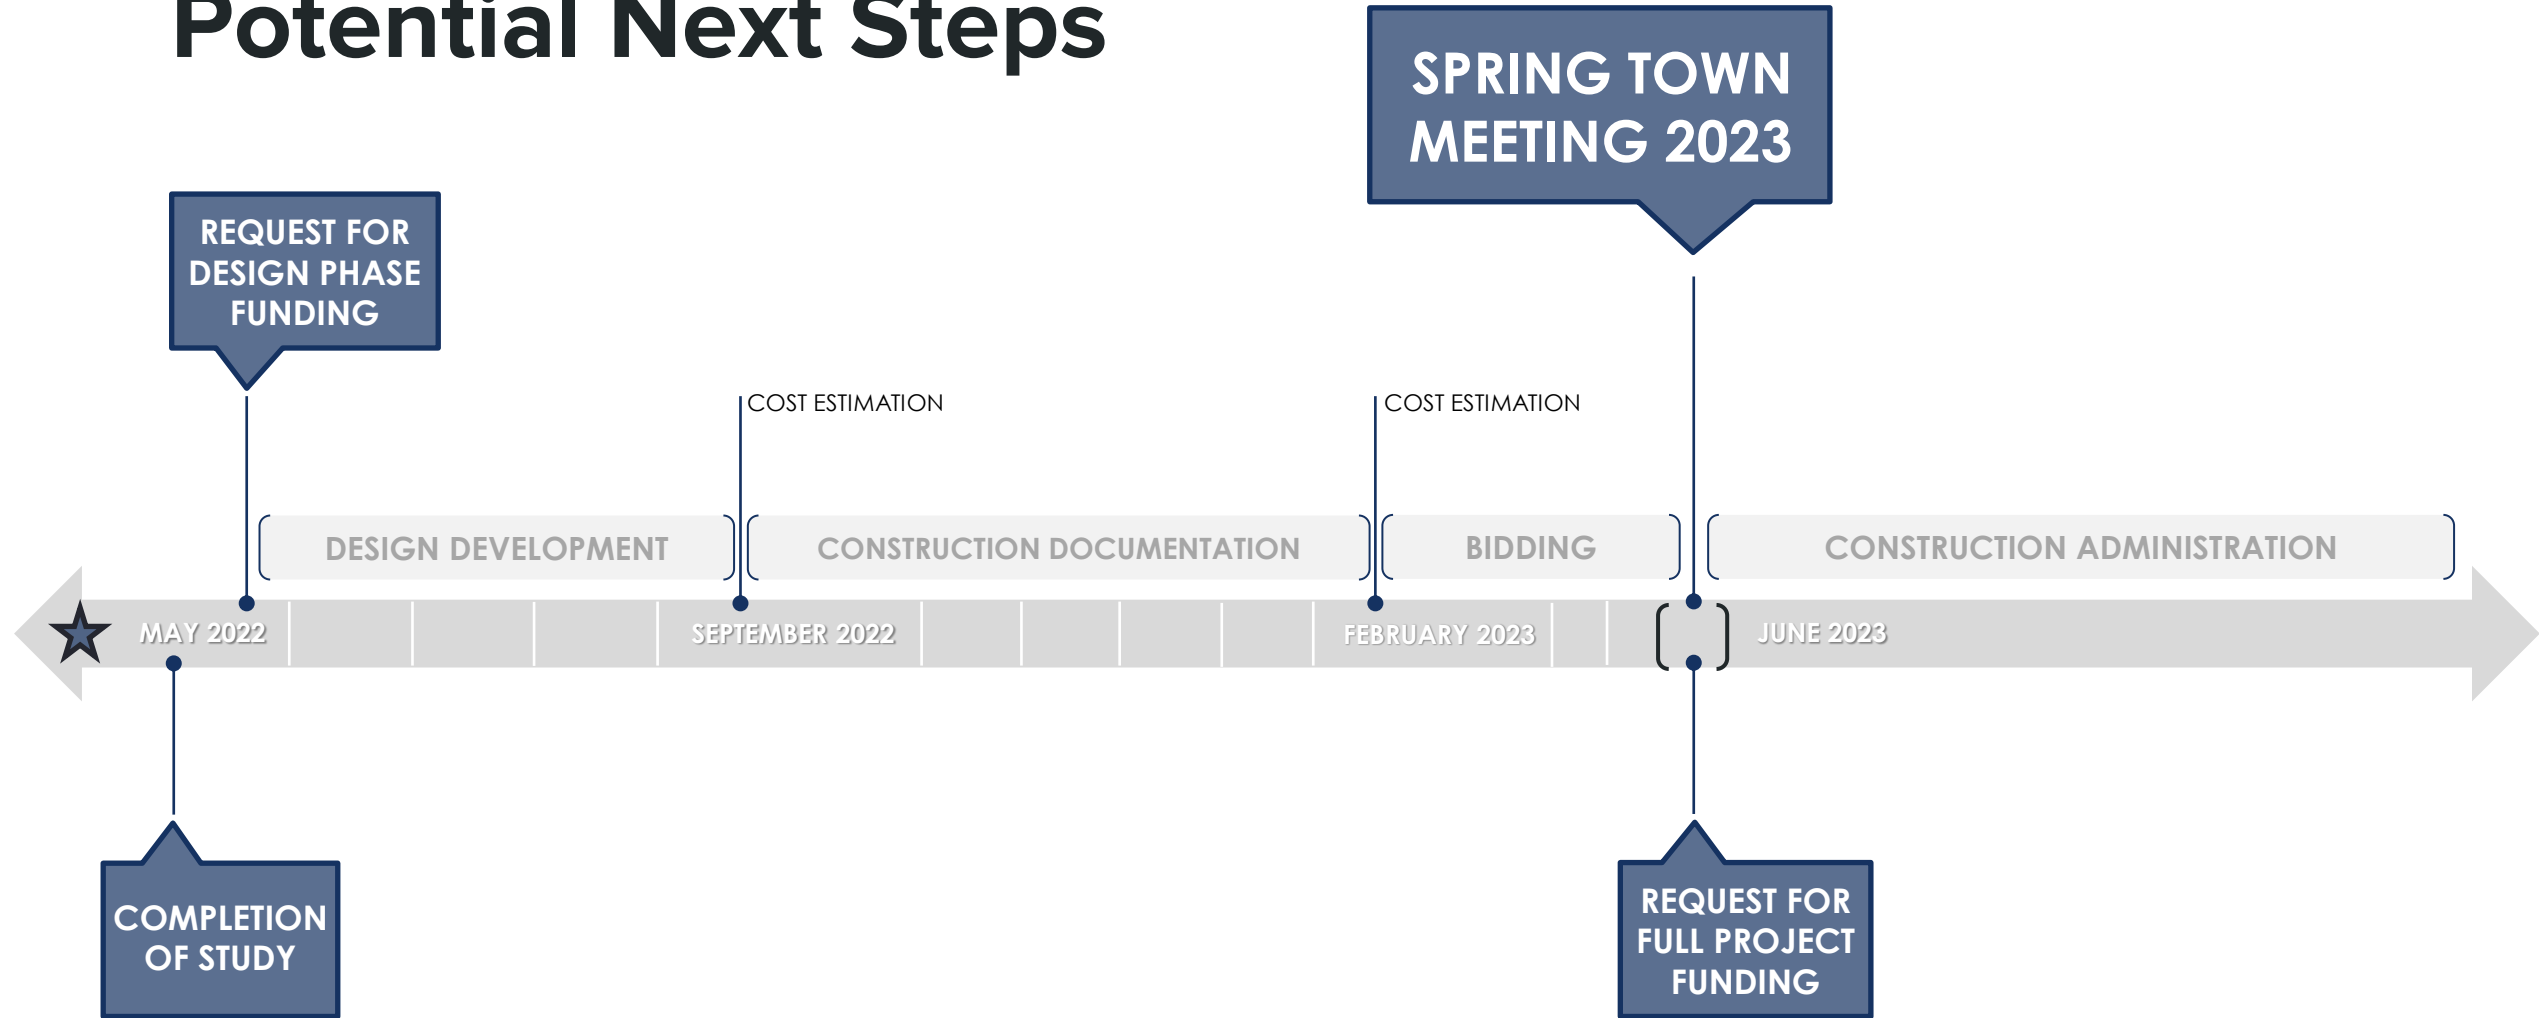 Potential Next Steps
SPRING TOWN
MEETING 2023
REQUEST FOR
DESIGN PHASE
FUNDING
COST ESTIMATION
COST ESTIMATION
DESIGN DEVELOPMENT
CONSTRUCTION DOCUMENTATION
BIDDING
CONSTRUCTION ADMINISTRATION
MAY 2022
SEPTEMBER 2022
FEBRUARY 2023
JUNE 2023
COMPLETION
OF STUDY
REQUEST FOR
FULL PROJECT
FUNDING